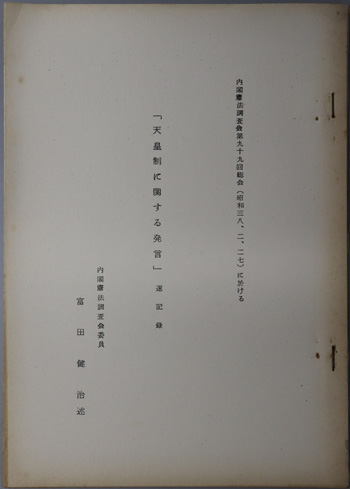 内閣憲法調査会第九十九回総会（昭和三八、二、二七）に於ける
「天皇制に関する発言」速記録
内閣憲法調査会委員
富田健治述